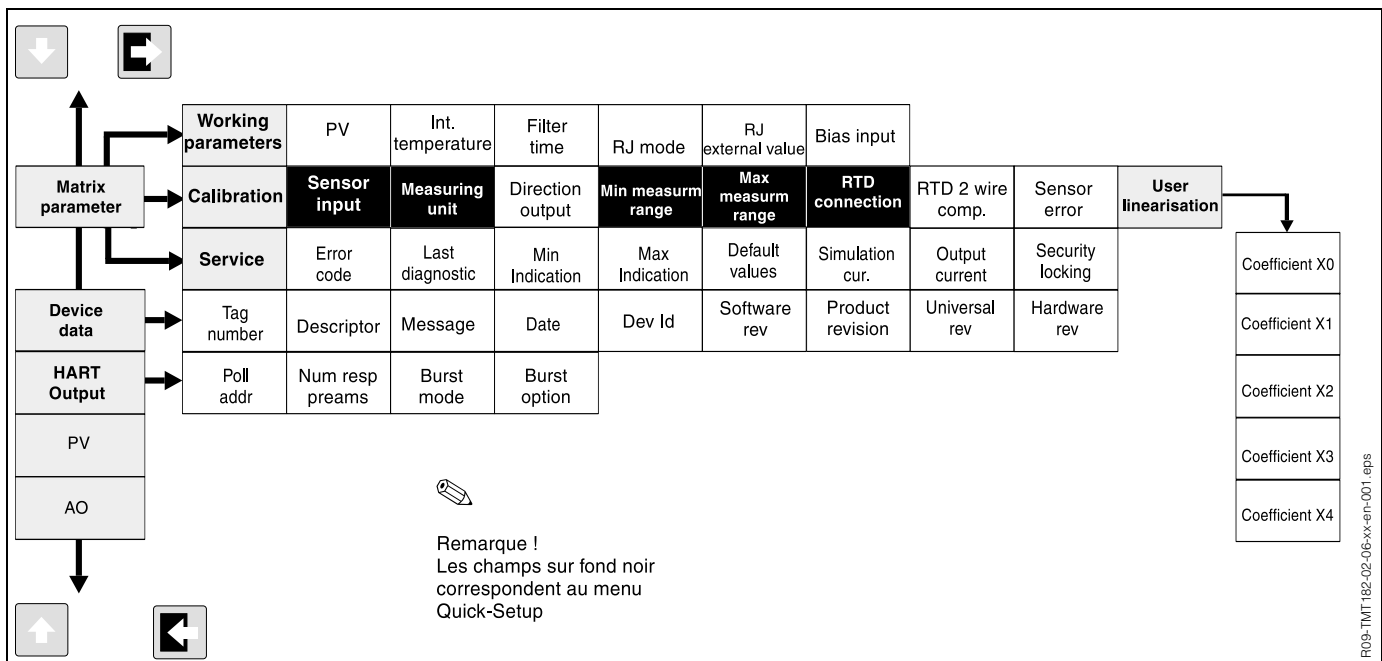 Working parameters
PV
Int. temperature
Filter time
RJ mode
RJ external value
Bias input
Matrix parameter
Calibration
Sensor input
Measuring unit
Direction output
Min measurm range
Max measurm range
RTD connection
RTD 2 wire comp.
Sensor error
User linearisation
Service
Error code
Last diagnostic
Min Indication
Max Indication
Default values
Simulation cur.
Output current
Security locking
Device data
Tag number
Descriptor
Message
Date
Dev Id
Software rev
Product revision
Universal rev
Hardware rev
HART Output
Poll addr
Num resp preams
Burst mode
Burst option
PV
AO
Coefficient X0
Coefficient X1
Coefficient X2
Coefficient X3
Coefficient X4
Remarque !
Les champs sur fond noir
correspondent au menu
Quick-Setup
R09-TMT182-02-06-xx-en-001.eps